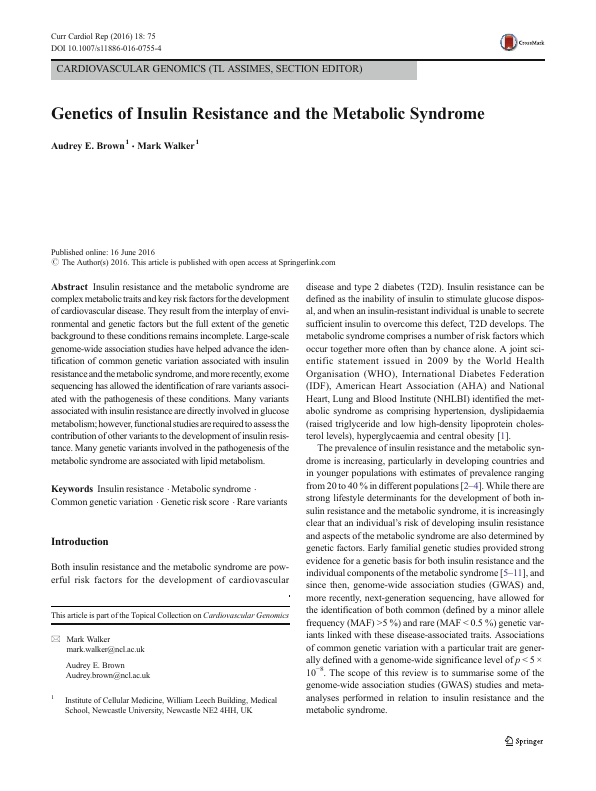 Curr Cardiol Rep (2016) 18: 75
DOI 10.1007/s11886-016-0755-4
CrossMark
CARDIOVASCULAR GENOMICS (TL ASSIMES, SECTION EDITOR)
Genetics of Insulin Resistance and the Metabolic Syndrome
Audrey E. Brown1 · Mark Walker1
Published online: 16 June 2016
© The Author(s) 2016. This article is published with open access at Springerlink.com
Abstract Insulin resistance and the metabolic syndrome are
complex metabolic traits and key risk factors for the development
of cardiovascular disease. They result from the interplay of envi-
ronmental and genetic factors but the full extent of the genetic
background to these conditions remains incomplete. Large-scale
genome-wide association studies have helped advance the iden-
tification of common genetic variation associated with insulin
resistance and the metabolic syndrome, and more recently, exome
sequencing has allowed the identification of rare variants associ-
ated with the pathogenesis of these conditions. Many variants
associated with insulin resistance are directly involved in glucose
metabolism; however, functional studies are required to assess the
contribution of other variants to the development of insulin resis-
tance. Many genetic variants involved in the pathogenesis of the
metabolic syndrome are associated with lipid metabolism.
Keywords Insulin resistance · Metabolic syndrome ·
Common genetic variation · Genetic risk score · Rare variants
Introduction
Both insulin resistance and the metabolic syndrome are pow-
erful risk factors for the development of cardiovascular
This article is part of the Topical Collection on Cardiovascular Genomics
Mark Walker
mark.walker@ncl.ac.uk
Audrey E. Brown
Audrey.brown@ncl.ac.uk
1 Institute of Cellular Medicine, William Leech Building, Medical
School, Newcastle University, Newcastle NE2 4HH, UK
disease and type 2 diabetes (T2D). Insulin resistance can be
defined as the inability of insulin to stimulate glucose dispos-
al, and when an insulin-resistant individual is unable to secrete
sufficient insulin to overcome this defect, T2D develops. The
metabolic syndrome comprises a number of risk factors which
occur together more often than by chance alone. A joint sci-
entific statement issued in 2009 by the World Health
Organisation (WHO), International Diabetes Federation
(IDF), American Heart Association (AHA) and National
Heart, Lung and Blood Institute (NHLBI) identified the met-
abolic syndrome as comprising hypertension, dyslipidaemia
(raised triglyceride and low high-density lipoprotein choles-
terol levels), hyperglycaemia and central obesity [1].
The prevalence of insulin resistance and the metabolic syn-
drome is increasing, particularly in developing countries and
in younger populations with estimates of prevalence ranging
from 20 to 40 % in different populations [2–4]. While there are
strong lifestyle determinants for the development of both in-
sulin resistance and the metabolic syndrome, it is increasingly
clear that an individual's risk of developing insulin resistance
and aspects of the metabolic syndrome are also determined by
genetic factors. Early familial genetic studies provided strong
evidence for a genetic basis for both insulin resistance and the
individual components of the metabolic syndrome [5–11], and
since then, genome-wide association studies (GWAS) and,
more recently, next-generation sequencing, have allowed for
the identification of both common (defined by a minor allele
frequency (MAF) >5 %) and rare (MAF < 0.5 %) genetic var-
iants linked with these disease-associated traits. Associations
of common genetic variation with a particular trait are gener-
ally defined with a genome-wide significance level of p < 5 ×
10−8. The scope of this review is to summarise some of the
genome-wide association studies (GWAS) studies and meta-
analyses performed in relation to insulin resistance and the
metabolic syndrome.
Springer